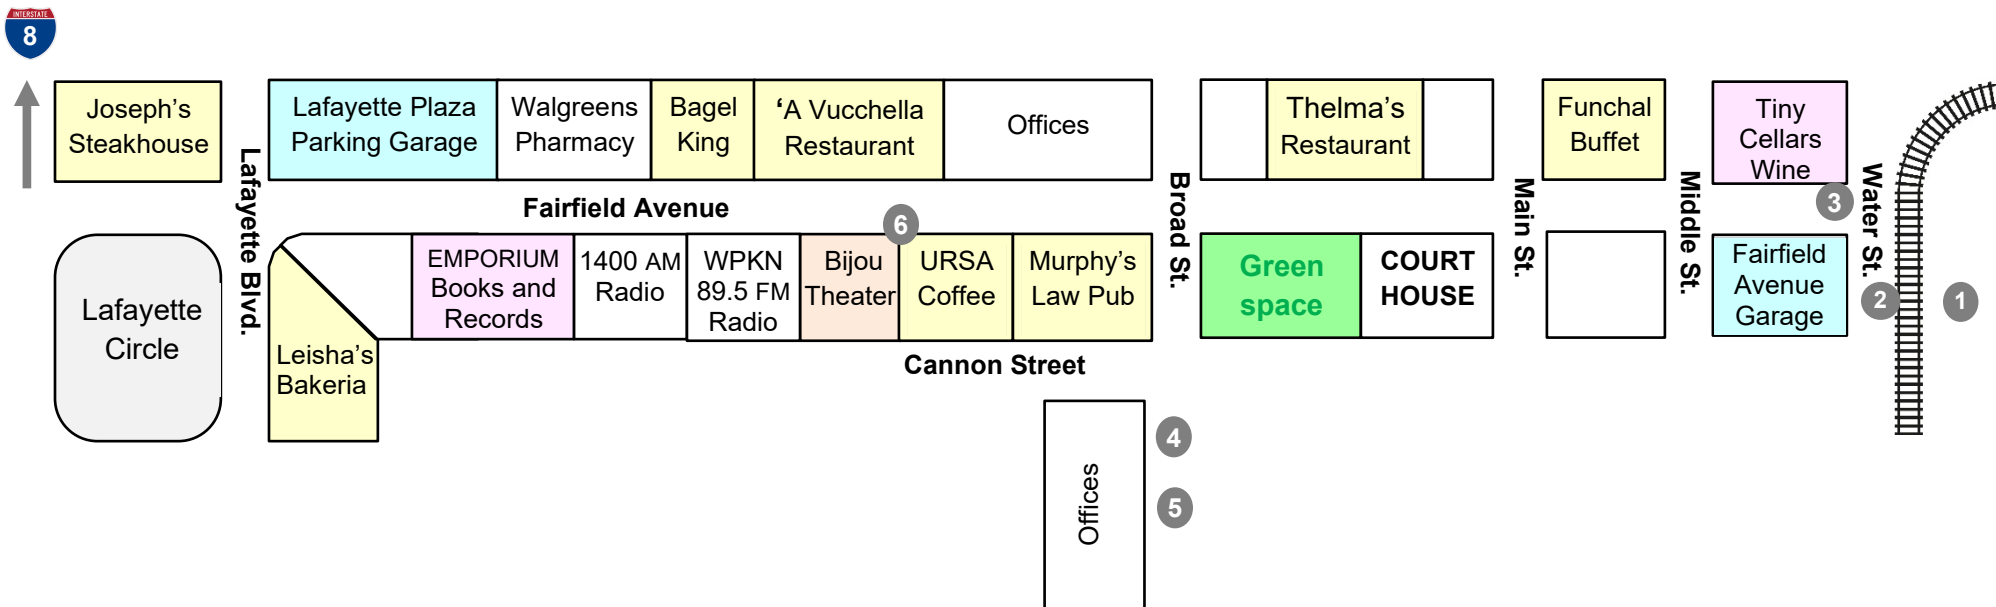 INTERSTATE
8
Joseph's
Steakhouse
Lafayette Plaza
Parking Garage
Walgreens
Pharmacy
Bagel
King
‘A Vucchella
Restaurant
Offices
Thelma's
Restaurant
Funchal
Buffet
Tiny
Cellars
Wine
Lafayette Blvd.
Fairfield Avenue
Broad St.
Main St.
Middle St.
Water St.
3
6
Lafayette
Circle
Leisha's
Bakeria
EMPORIUM
Books and
Records
1400 AM
Radio
WPKN
89.5 FM
Radio
Bijou
Theater
URSA
Coffee
Murphy's
Law Pub
Green
space
COURT
HOUSE
Fairfield
Avenue
Garage
2
1
Cannon Street
Offices
4
5